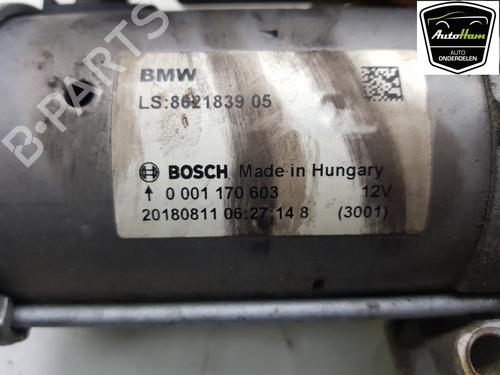 AutoHam
AUTO
ONDERDELEN
B-PARTS
BMW
LS:8621839 05
BOSCH Made in Hungary
↑ 0 001 170 603 12V
20180811 06:27:14 8 (3001)